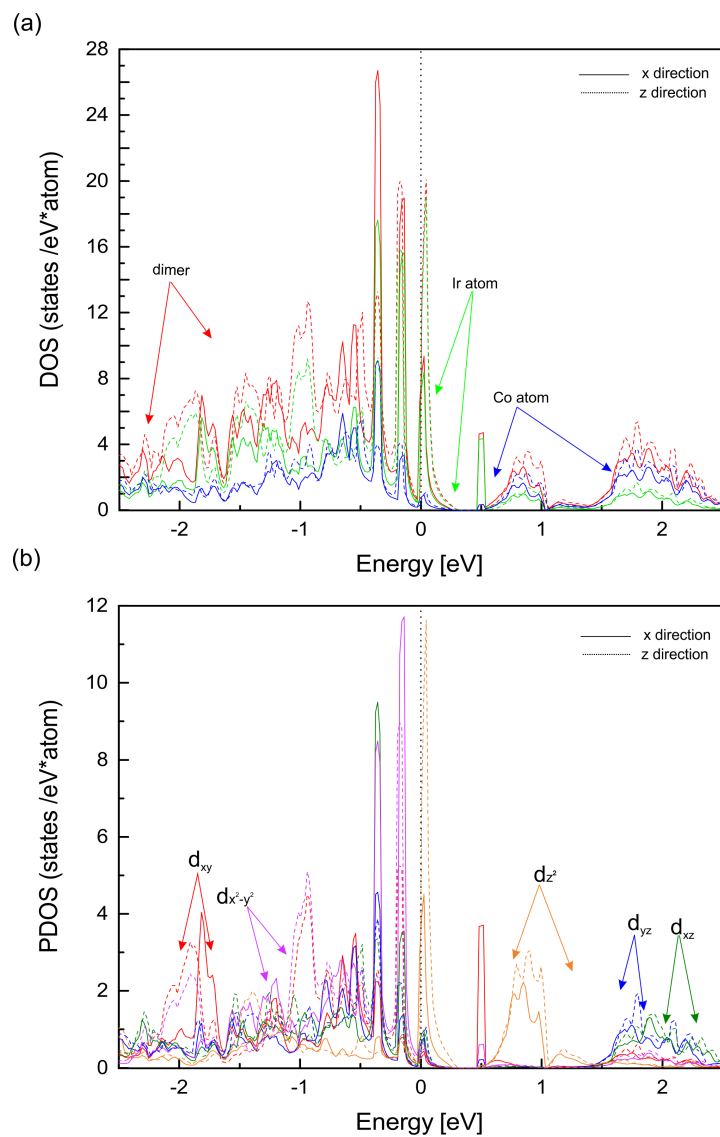 (a)
28
24
20
16
12
8
4
0
DOS (states /eV*atom)
x direction
z direction
dimer
Ir atom
Co atom
-2
-1
0
1
2
Energy [eV]
(b)
12
10
8
6
4
2
0
PDOS (states /eV*atom)
x direction
z direction
dxy
dx²-y²
dz²
dyz
dxz
-2
-1
0
1
2
Energy [eV]